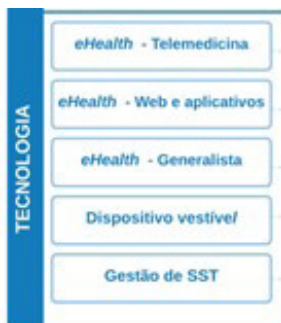 TECNOLOGIA
eHealth - Telemedicina
eHealth - Web e aplicativos
eHealth - Generalista
Dispositivo vestível
Gestão de SST